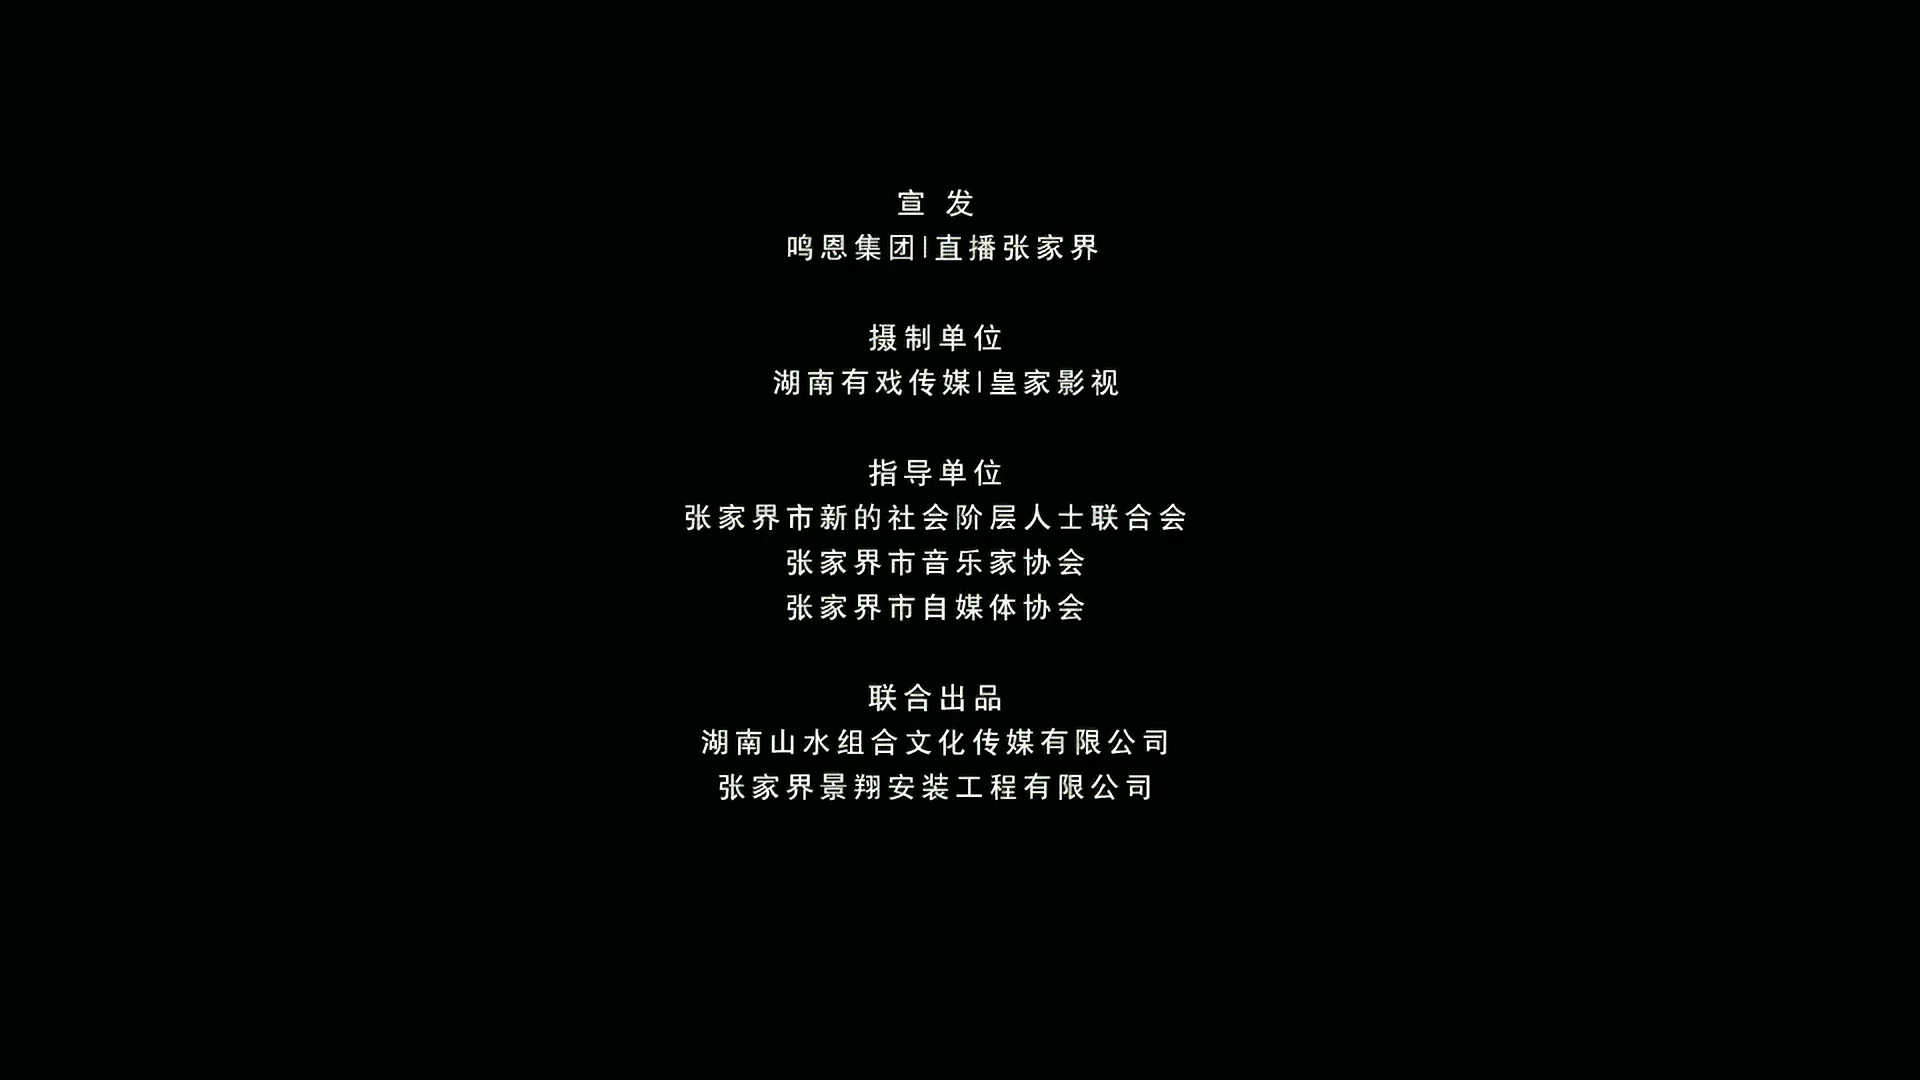 宣 发
鸣恩集团|直播张家界
摄制单位
湖南有戏传媒|皇家影视
指导单位
张家界市新的社会阶层人士联合会
张家界市音乐家协会
张家界市自媒体协会
联合出品
湖南山水组合文化传媒有限公司
张家界景翔安装工程有限公司